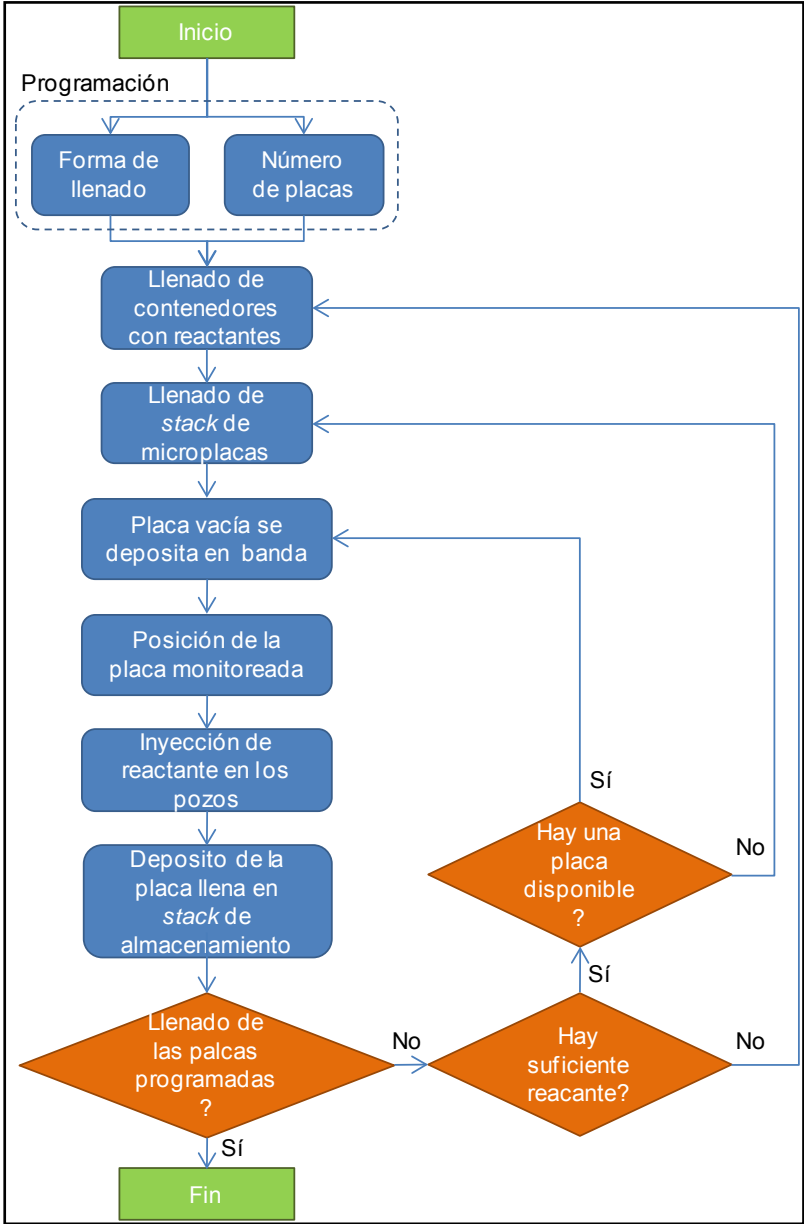 Inicio
Programación
Forma de
llenado
Número
de placas
Llenado de
contenedores
con reactantes
Llenado de
stack de
microplacas
Placa vacía se
deposita en banda
Posición de la
placa monitoreada
Inyección de
reactante en los
pozos
Deposito de la
placa llena en
stack de
almacenamiento
Llenado de
las palcas
programadas
?
No
Sí
Fin
Hay
suficiente
reacante?
No
Sí
Hay una
placa
disponible
?
No
Sí